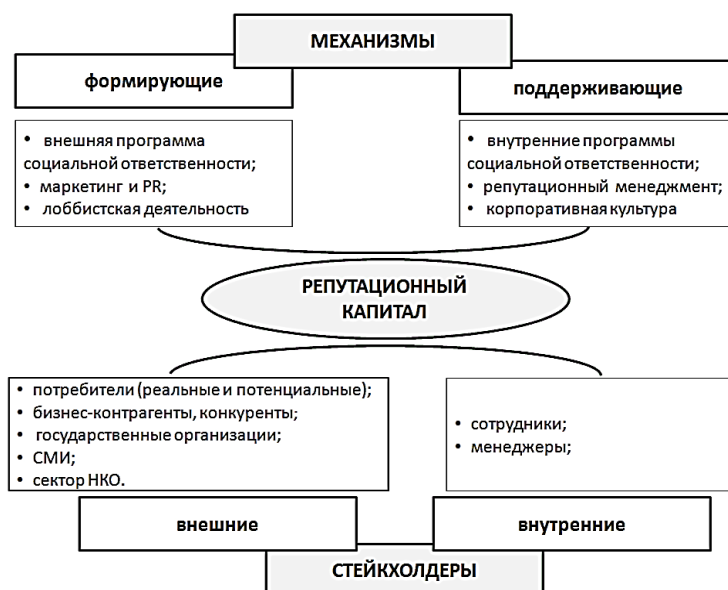 МЕХАНИЗМЫ
формирующие
поддерживающие
• внешняя программа
социальной ответственности;
• маркетинг и PR;
• лоббистская деятельность
• внутренние программы
социальной ответственности;
• репутационный менеджмент;
• корпоративная культура
РЕПУТАЦИОННЫЙ
КАПИТАЛ
• потребители (реальные и потенциальные);
• бизнес-контрагенты, конкуренты;
• государственные организации;
• СМИ;
• сектор НКО.
• сотрудники;
• менеджеры;
внешние
внутренние
СТЕЙКХОЛДЕРЫ